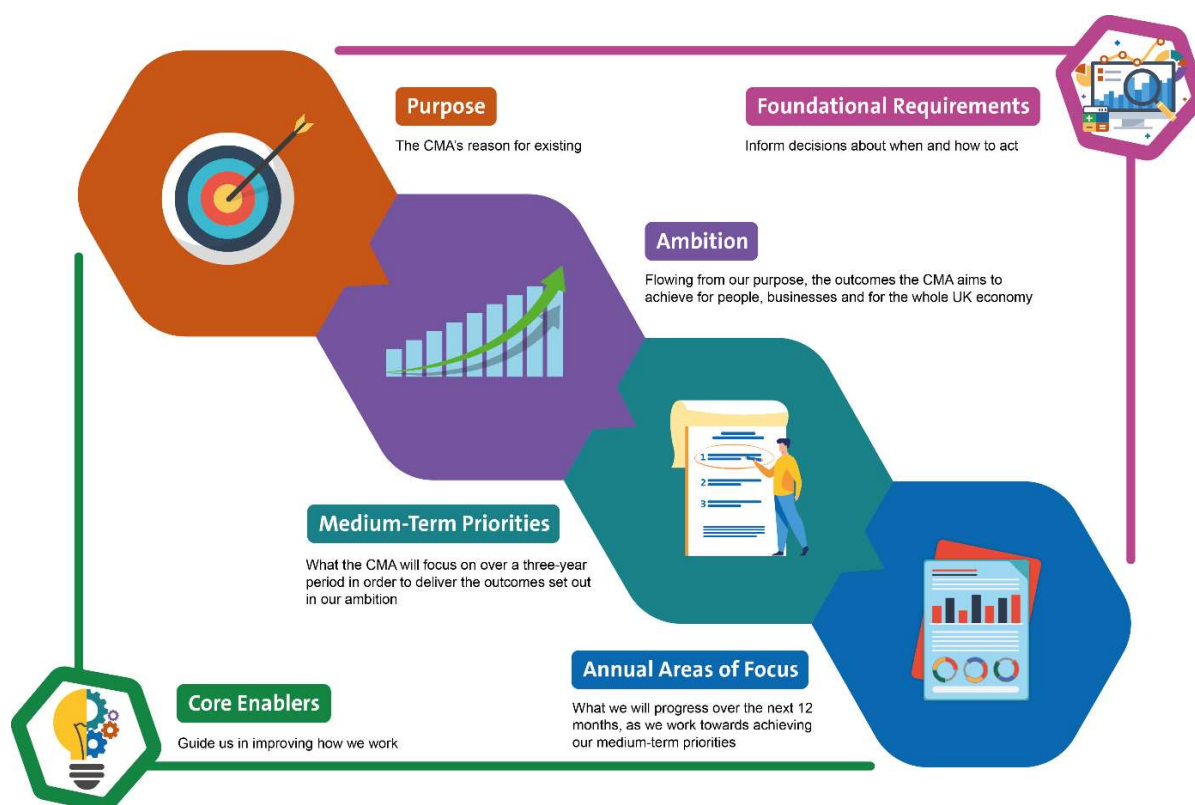 Purpose
The CMA's reason for existing
Foundational Requirements
Inform decisions about when and how to act
Ambition
Flowing from our purpose, the outcomes the CMA aims to
achieve for people, businesses and for the whole UK economy
1
2
3
Medium-Term Priorities
What the CMA will focus on over a three-year
period in order to deliver the outcomes set out
in our ambition
Annual Areas of Focus
What we will progress over the next 12
months, as we work towards achieving
our medium-term priorities
Core Enablers
Guide us in improving how we work